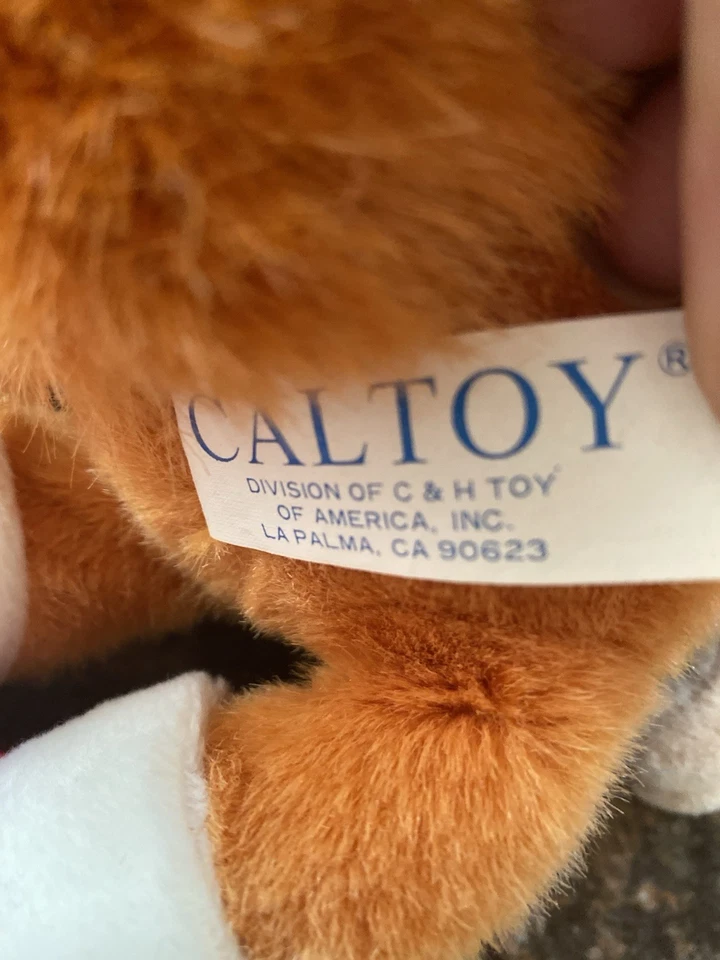 CALTOY®
DIVISION OF C & H TOY
OF AMERICA, INC.
LA PALMA, CA 90623